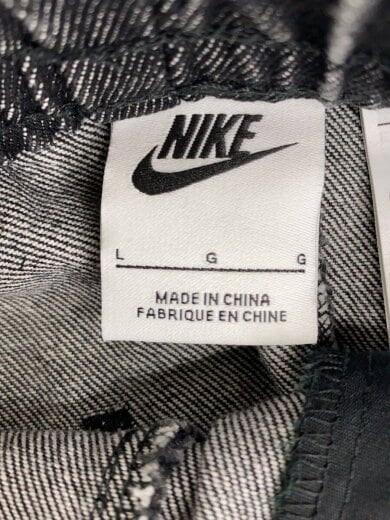 NIKE
L G G
MADE IN CHINA
FABRIQUE EN CHINE